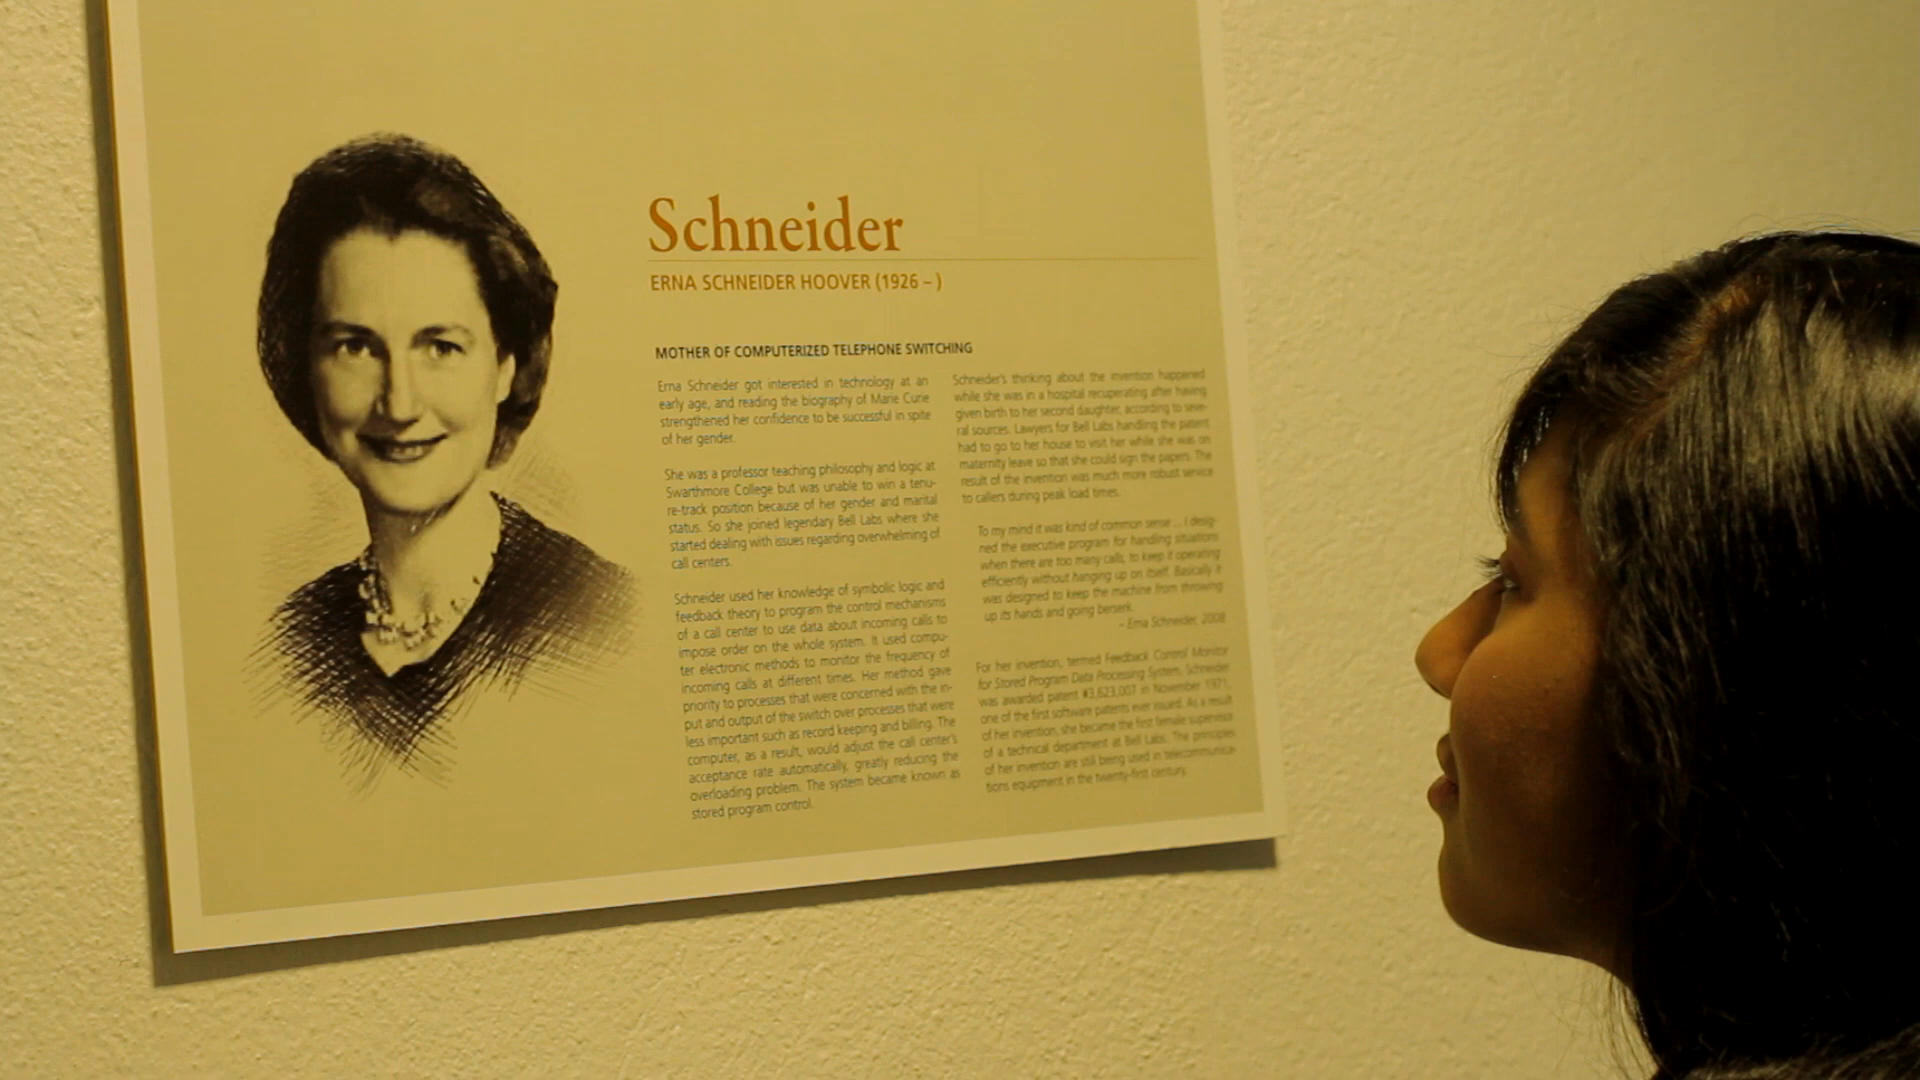 Schneider
ERNA SCHNEIDER HOOVER (1926 – )
MOTHER OF COMPUTERIZED TELEPHONE SWITCHING
Erna Schneider got interested in technology at an
early age, and reading the biography of Marie Curie
strengthened her confidence to be successful in spite
of her gender.
She was a professor teaching philosophy and logic at
Swarthmore College but was unable to win a tenu-
re-track position because of her gender and marital
status. So she joined legendary Bell Labs where she
started dealing with issues regarding overwhelming of
call centers.
Schneider used her knowledge of symbolic logic and
feedback theory to program the control mechanisms
of a call center to use data about incoming calls to
impose order on the whole system. It used compu-
ter electronic methods to monitor the frequency of
incoming calls at different times. Her method gave
priority to processes that were concerned with the in-
put and output of the switch over processes that were
less important such as record keeping and billing. The
computer, as a result, would adjust the call center's
acceptance rate automatically, greatly reducing the
overloading problem. The system became known as
stored program control.
Schneider's thinking about the invention happened
while she was in a hospital recuperating after having
given birth to her second daughter, according to seve-
ral sources. Lawyers for Bell Labs handling the patent
had to go to her house to visit her while she was on
maternity leave so that she could sign the papers. The
result of the invention was much more robust service
to callers during peak load times.
To my mind it was kind of common sense ... I desig-
ned the executive program for handling situations
when there are too many calls, to keep it operating
efficiently without hanging up on itself. Basically it
was designed to keep the machine from throwing
up its hands and going berserk.
– Erna Schneider, 2008
For her invention, termed Feedback Control Monitor
for Stored Program Data Processing System, Schneider
was awarded patent #3,623,007 in November 1971,
one of the first software patents ever issued. As a result
of her invention, she became the first female supervisor
of a technical department at Bell Labs. The principles
of her invention are still being used in telecommunica-
tions equipment in the twenty-first century.